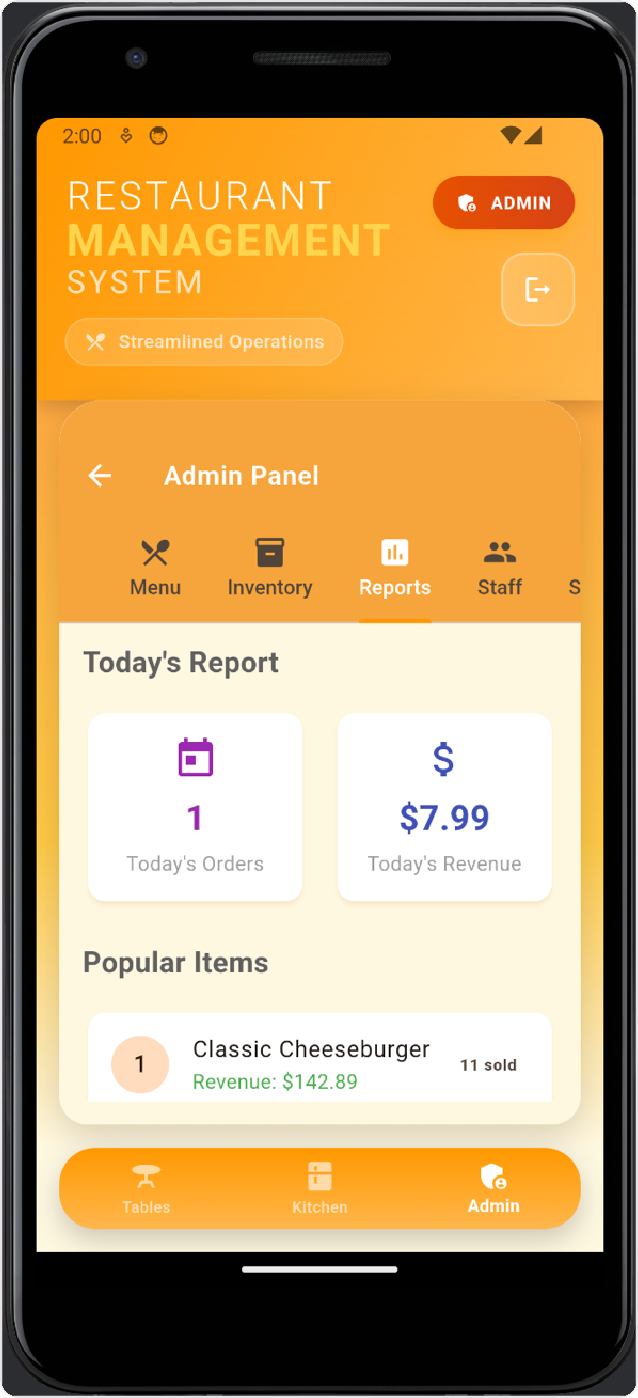 2:00
RESTAURANT
MANAGEMENT
SYSTEM
ADMIN
Streamlined Operations
Admin Panel
Menu Inventory Reports Staff S
Today's Report
1 $7.99
Today's Orders Today's Revenue
Popular Items
1 Classic Cheeseburger 11 sold
Revenue: $142.89
Tables Kitchen Admin